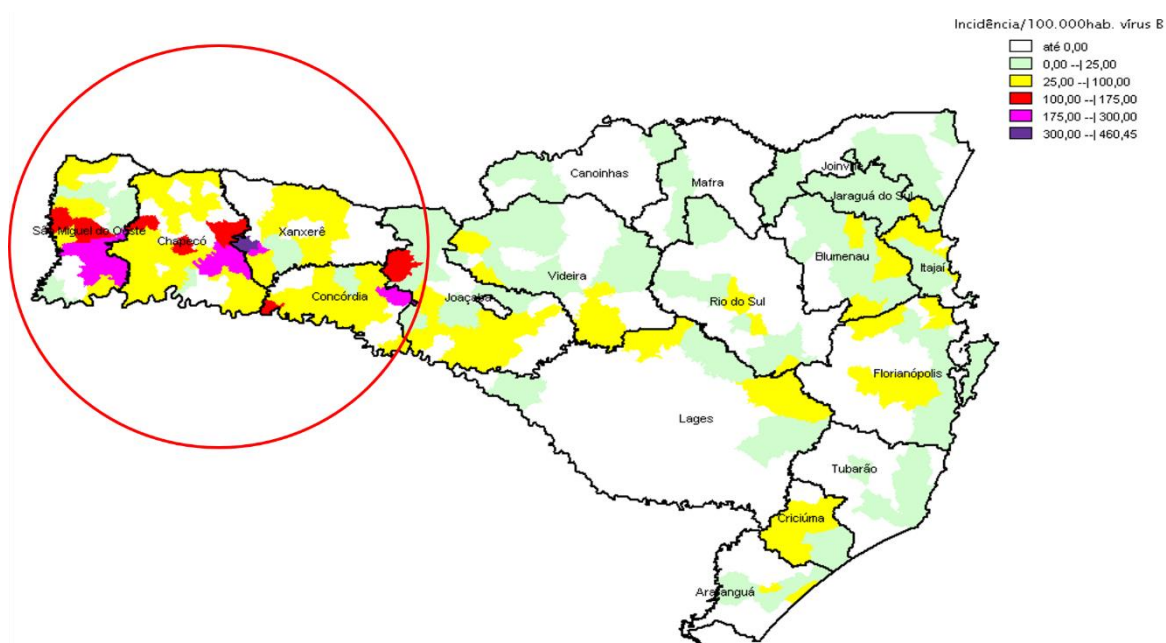 Incidência/100.000hab. vírus B
até 0,00
0,00 --| 25,00
25,00 --| 100,00
100,00 --| 175,00
175,00 --| 300,00
300,00 --| 460,45
Canoinhas
Mafra
Joinville
Jaraguá do Sul
São Miguel do Oeste
Chapecó
Xanxerê
Videira
Blumenau
Itajaí
Concórdia
Joaçaba
Rio do Sul
Florianópolis
Lages
Tubarão
Criciúma
Araranguá